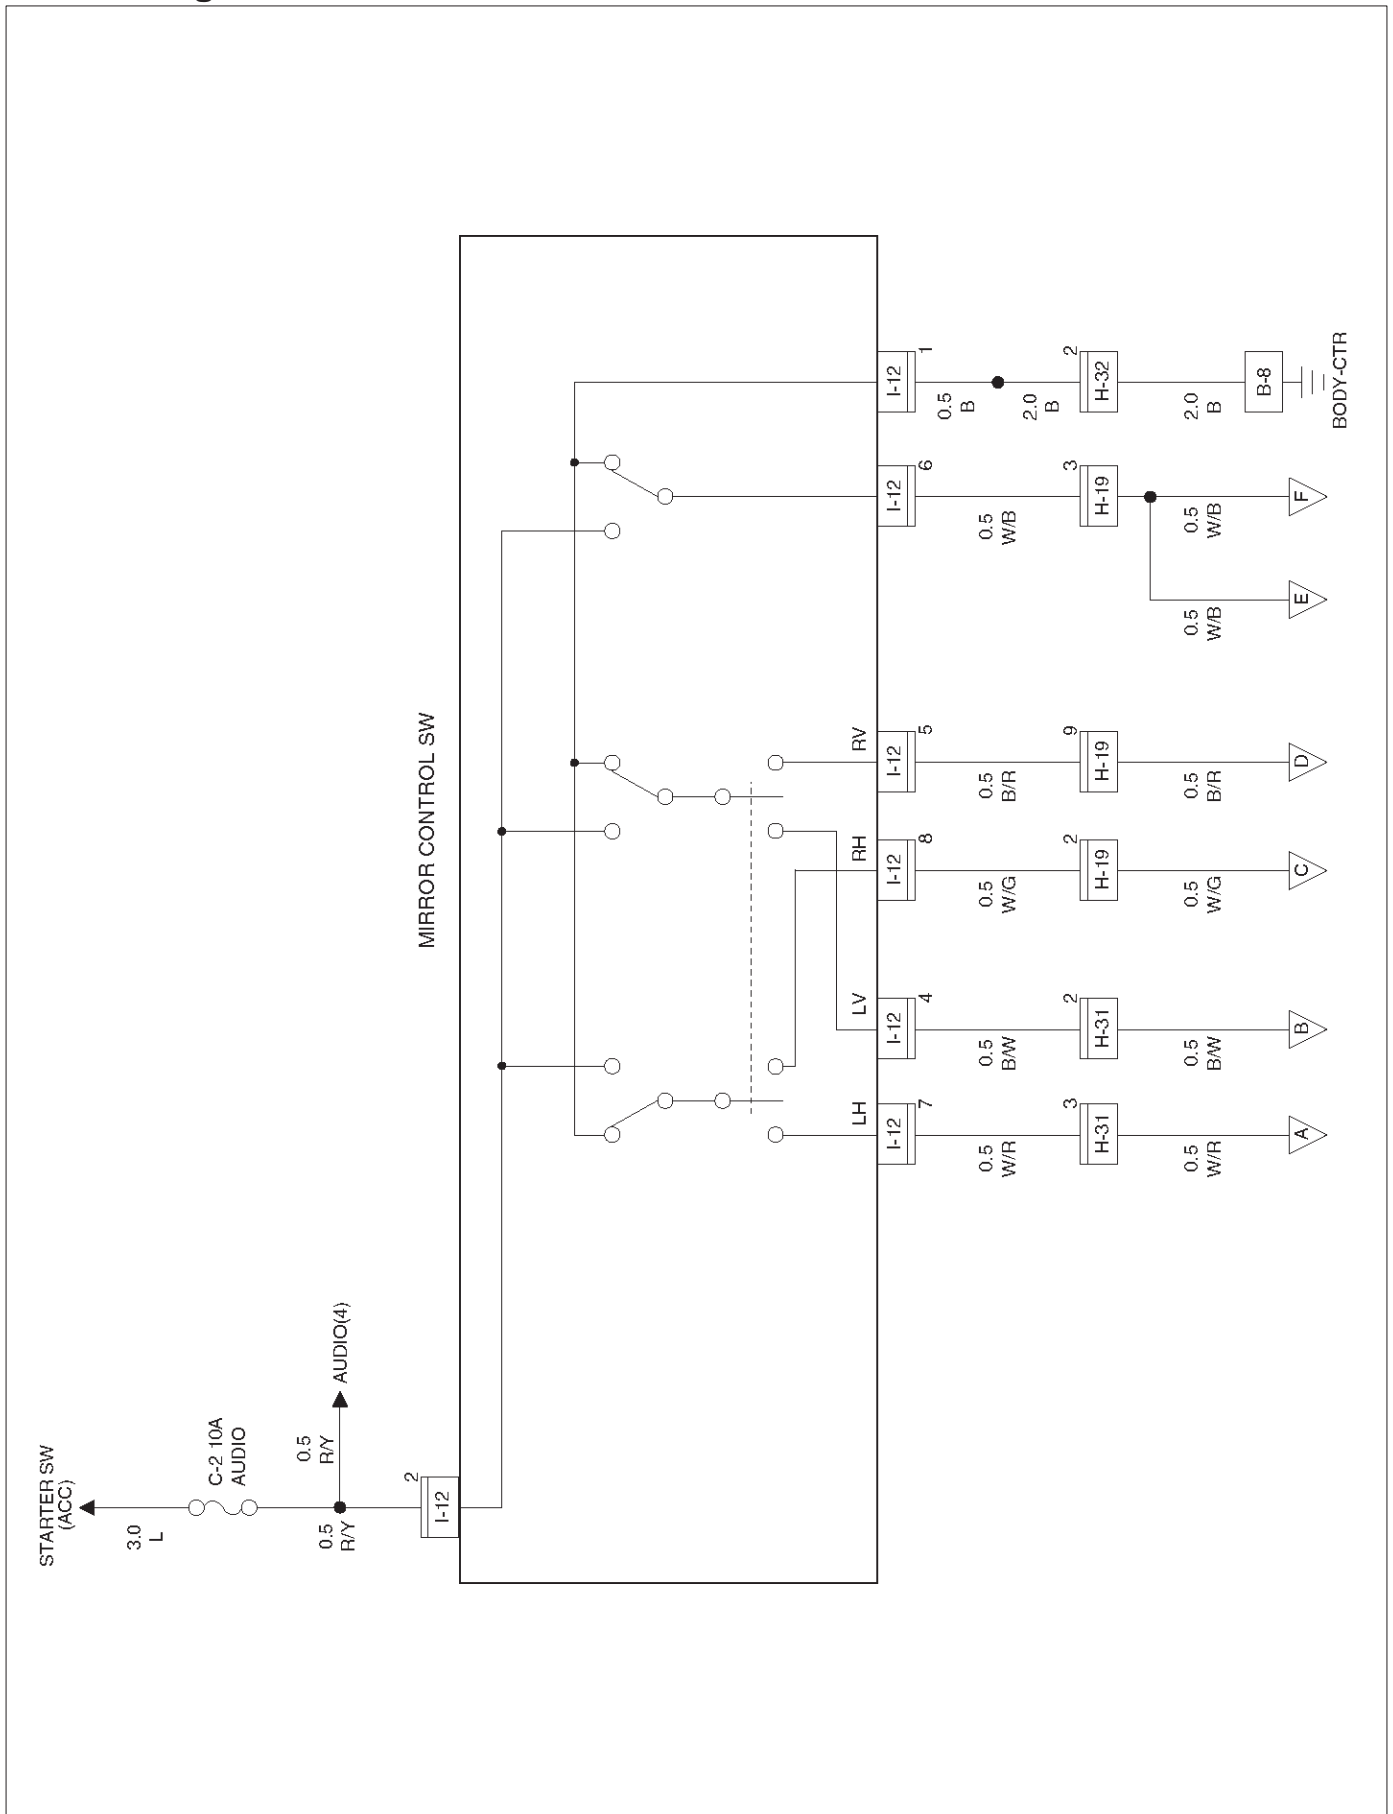 STARTER SW
(ACC)
3.0
L
C-2 10A
AUDIO
0.5
R/Y
AUDIO(4)
0.5
R/Y
2
I-12
MIRROR CONTROL SW
LH
LV
RH
RV
I-12
7
I-12
4
I-12
8
I-12
5
I-12
6
I-12
1
0.5
W/R
0.5
B/W
0.5
W/G
0.5
B/R
0.5
W/B
0.5
B
2.0
B
H-31
3
H-31
2
H-19
2
H-19
9
H-19
3
H-32
2
0.5
W/R
0.5
B/W
0.5
W/G
0.5
B/R
0.5
W/B
0.5
W/B
2.0
B
A
B
C
D
E
F
B-8
BODY-CTR